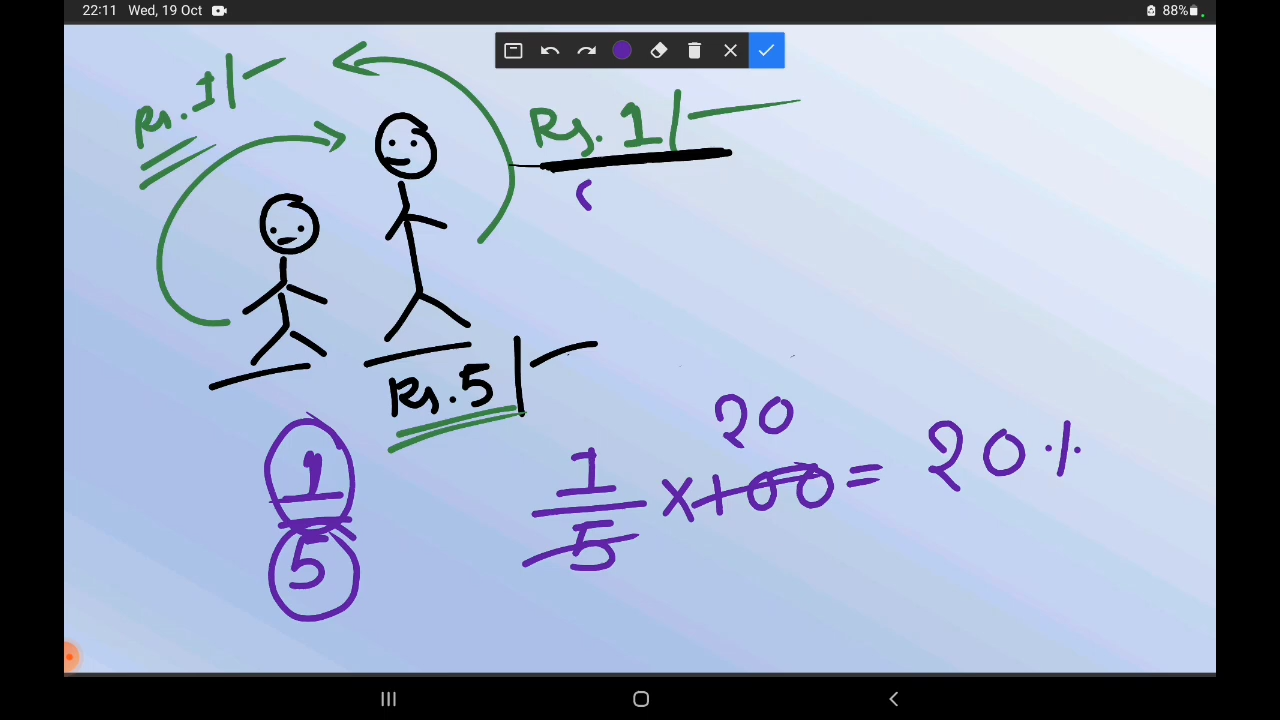 22:11 Wed, 19 Oct
88%
Rs. 1/-
Rs. 1/-
Rs. 5/-
1
5
20
1/5 × 100 = 20%